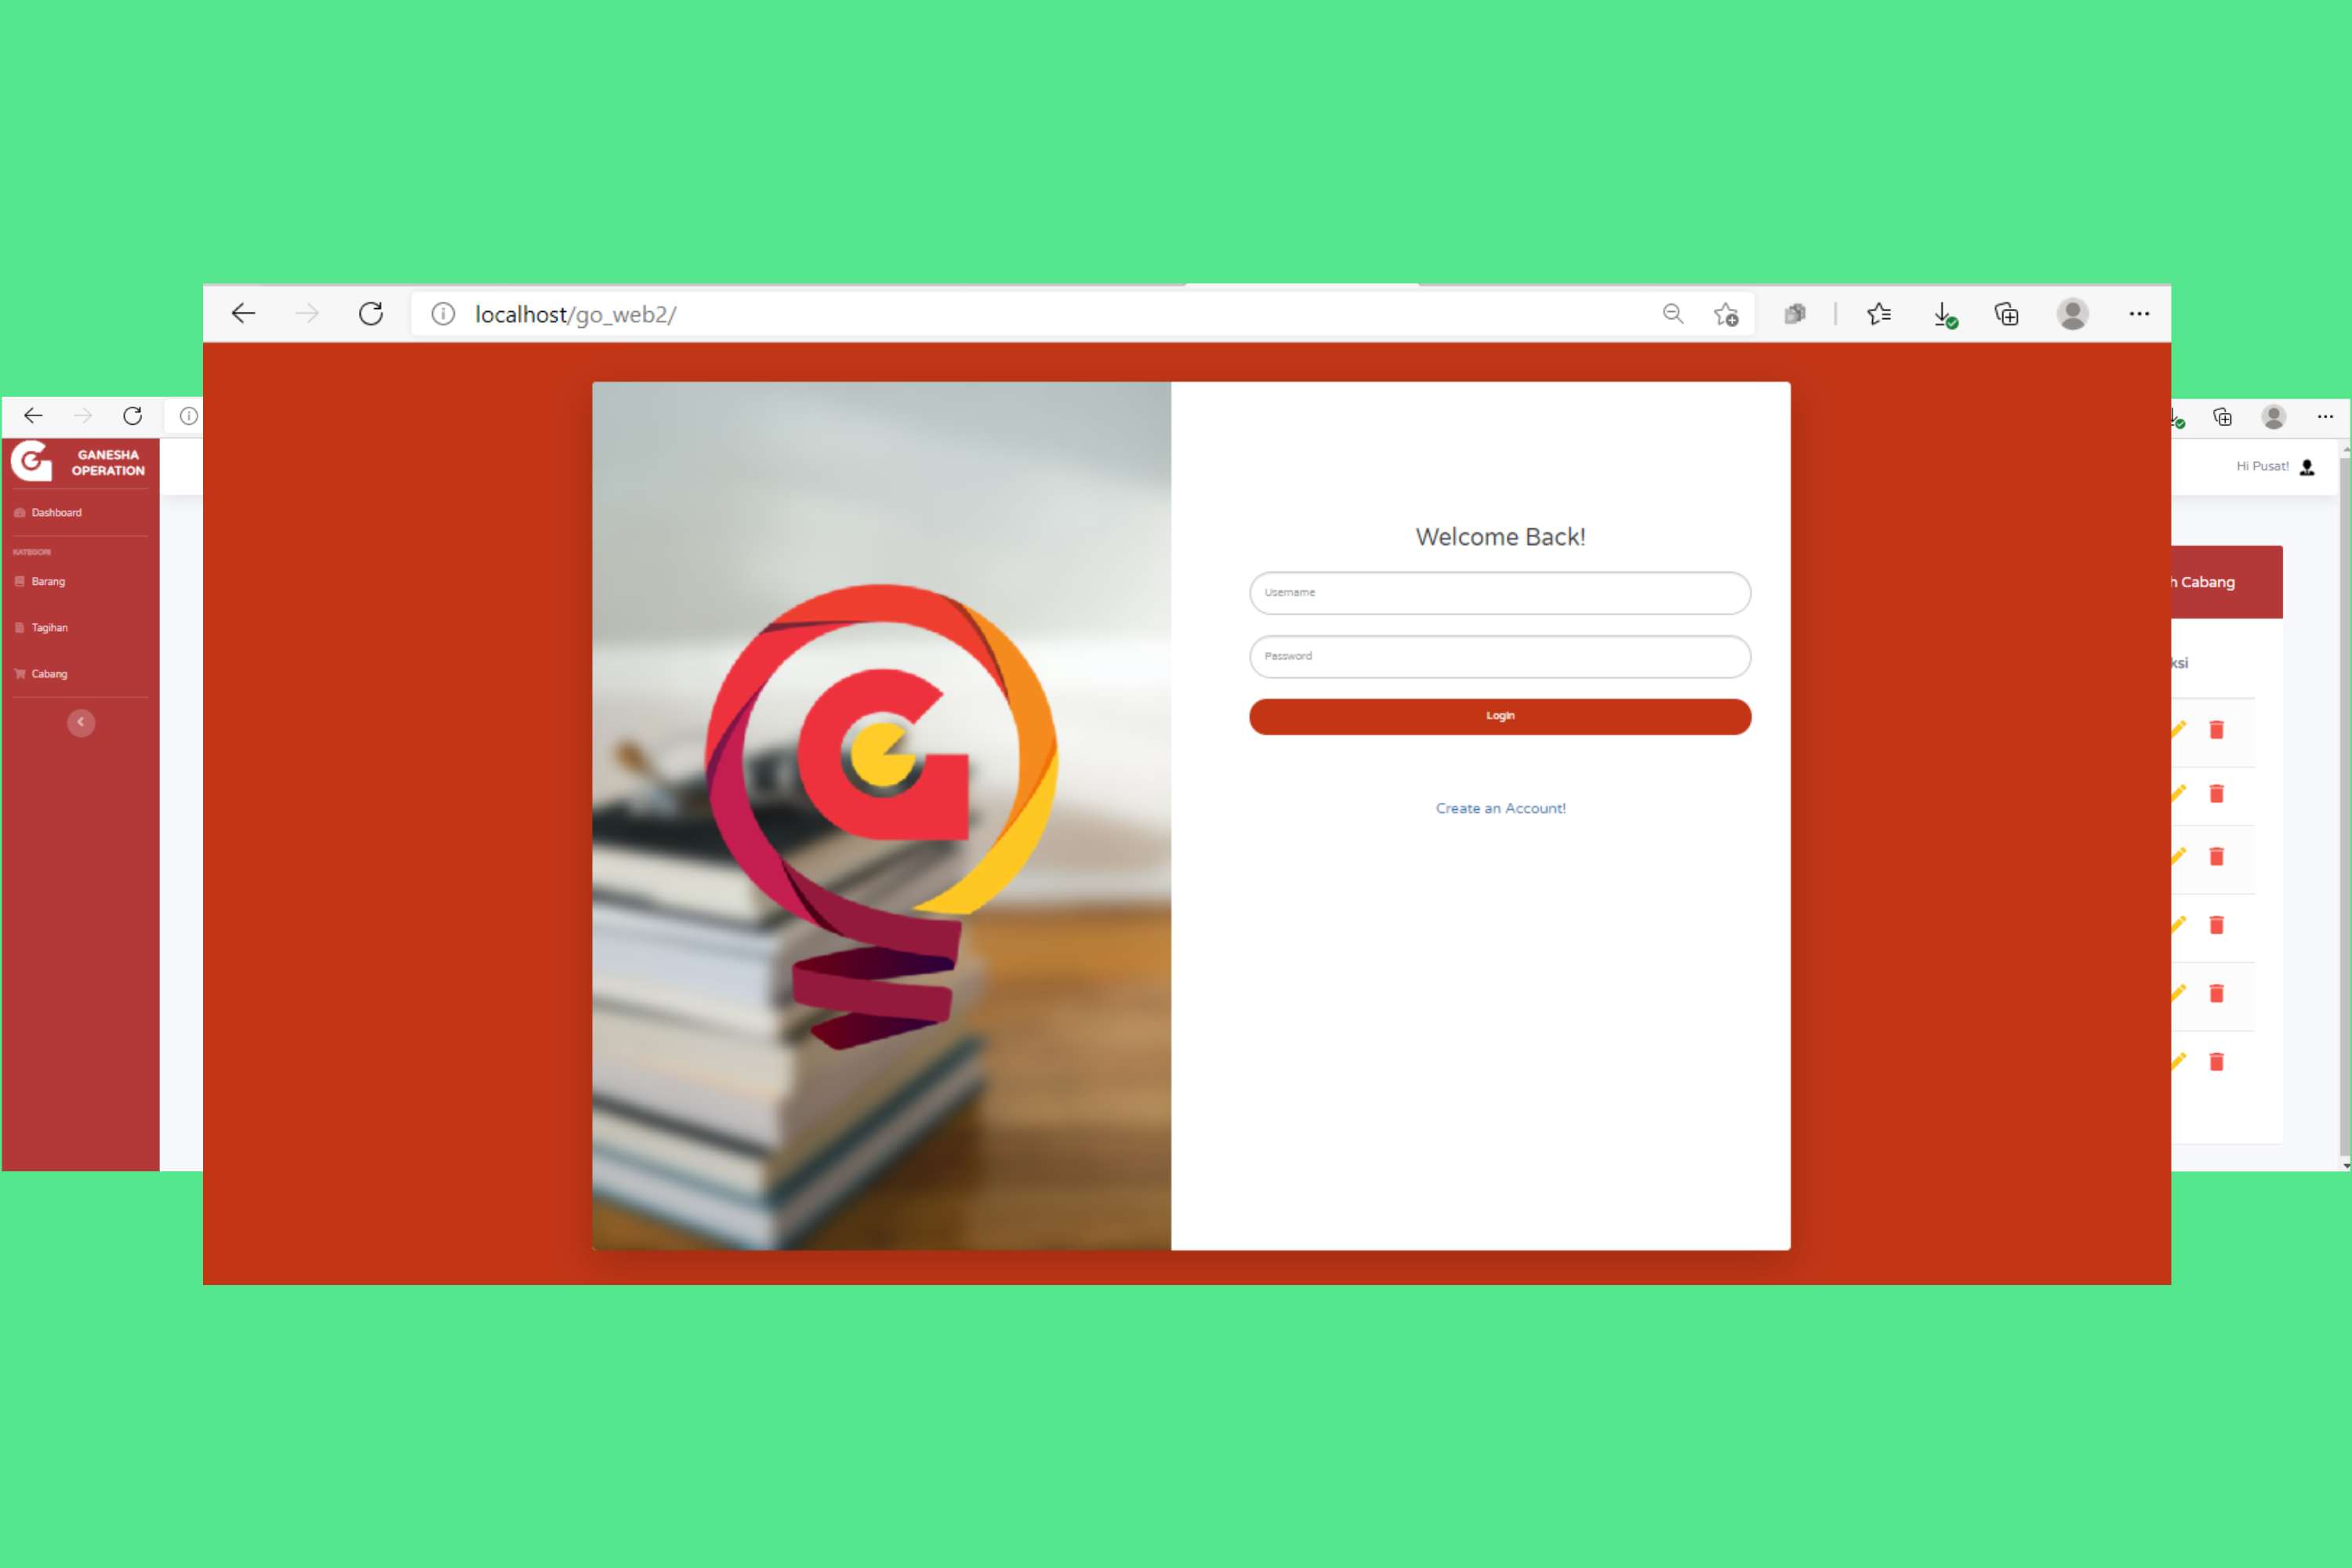 localhost/go_web2/
GANESHA
OPERATION
Dashboard
KATEGORI
Barang
Tagihan
Cabang
Welcome Back!
Username
Password
Login
Create an Account!
Hi Pusat!
h Cabang
ksi